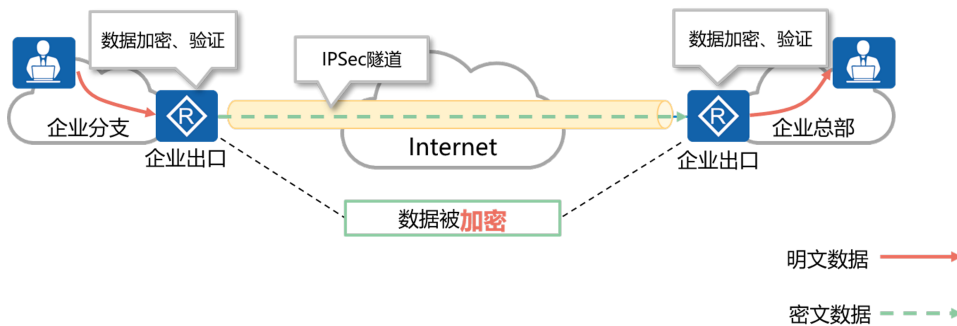 数据加密、验证
数据加密、验证
IPSec隧道
R
R
企业分支
企业总部
企业出口
Internet
企业出口
数据被加密
明文数据
密文数据